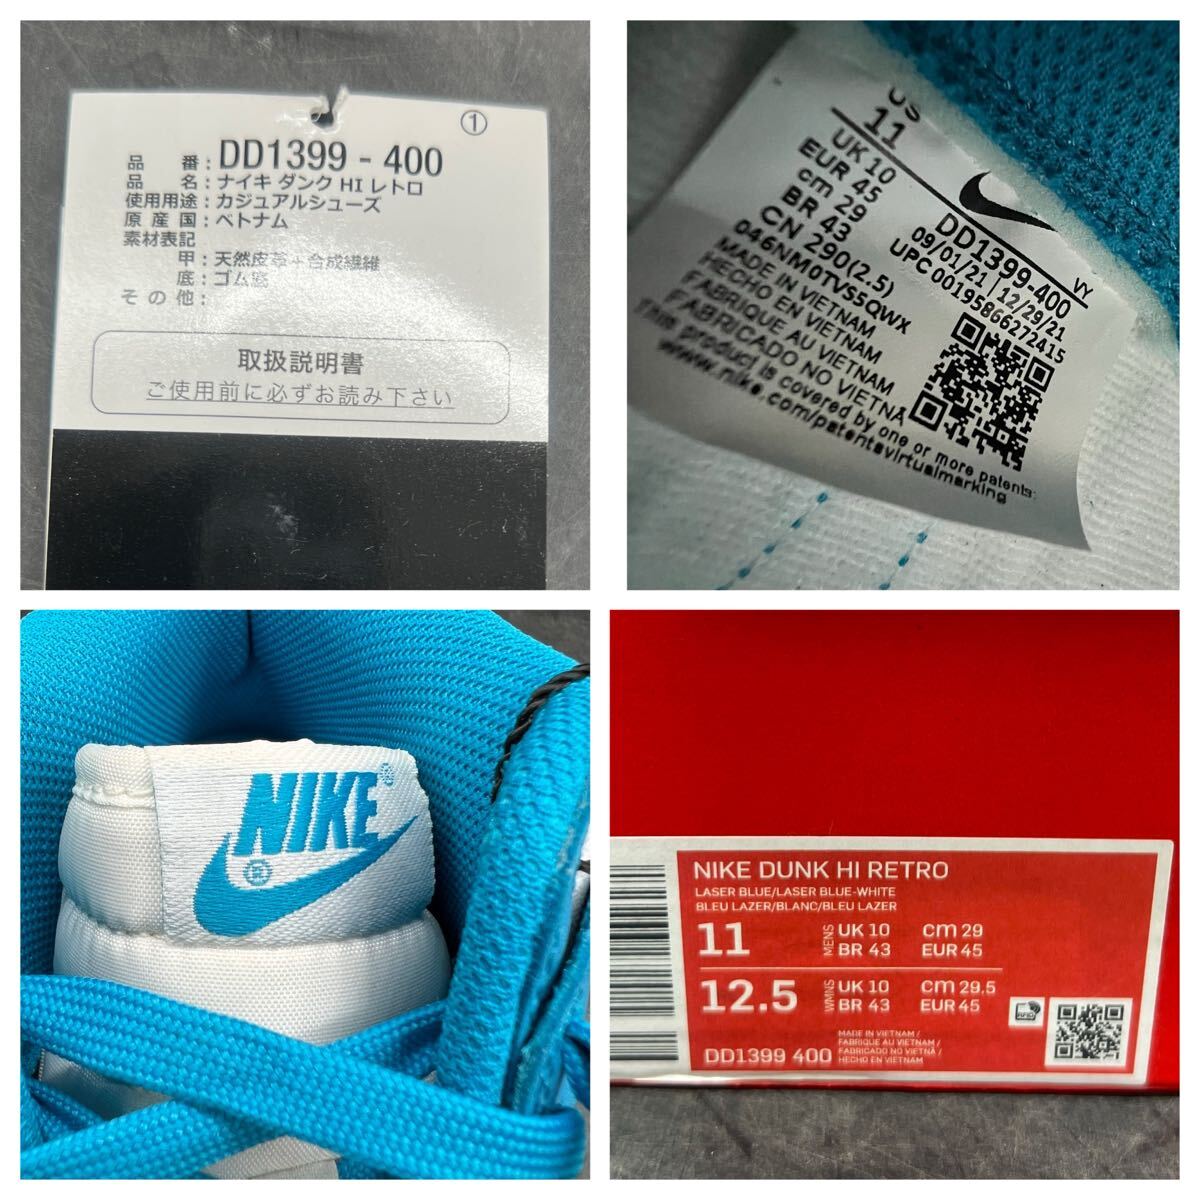 ①
品 番 : DD1399 - 400
品 名 : ナイキ ダンク HI レトロ
使用用途 : カジュアルシューズ
原 産 国 : ベトナム
素材表記
甲 : 天然皮革+合成繊維
底 : ゴム底
そ の 他 :
取扱説明書
ご使用前に必ずお読み下さい
US
11
UK 10
EUR 45
cm 29
BR 43
CN 290(2.5)
046NM0TVS5QWX
MADE IN VIETNAM
HECHO EN VIETNAM
FABRIQUE AU VIETNAM
FABRICADO NO VIETNÃ
This product is covered by one or more patents:
www.nike.com/patentsvirtualmarking
DD1399-400
VY
09/01/21 | 12/29/21
UPC 00195866272415
NIKE®
®
NIKE DUNK HI RETRO
LASER BLUE/LASER BLUE-WHITE
BLEU LAZER/BLANC/BLEU LAZER
11 MENS UK 10 cm 29
BR 43 EUR 45
12.5 WMNS UK 10 cm 29.5
BR 43 EUR 45
RFID
DD1399 400
MADE IN VIETNAM /
FABRIQUE AU VIETNAM /
FABRICADO NO VIETNÃ /
HECHO EN VIETNAM